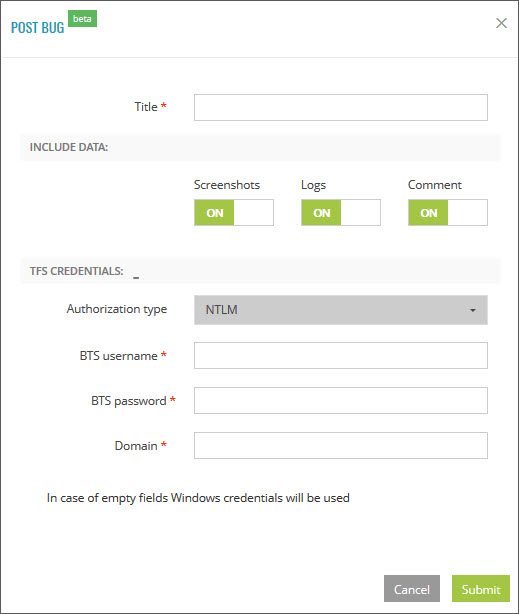 POST BUG beta
Title *
INCLUDE DATA:
Screenshots Logs Comment
ON ON ON
TFS CREDENTIALS: _
Authorization type NTLM
BTS username *
BTS password *
Domain *
In case of empty fields Windows credentials will be used
Cancel Submit